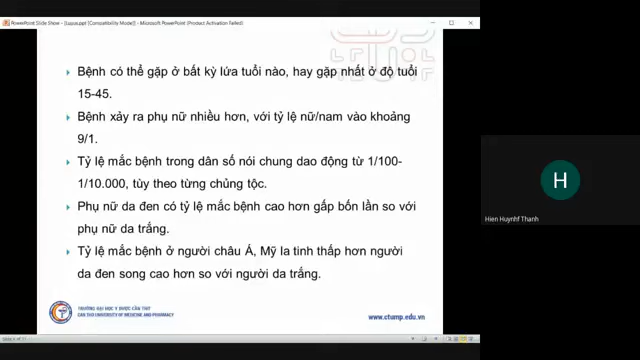 PowerPoint Slide Show - [Lupus.ppt [Compatibility Mode]] - Microsoft PowerPoint (Product Activation Failed)
Bệnh có thể gặp ở bất kỳ lứa tuổi nào, hay gặp nhất ở độ tuổi
15-45.
Bệnh xảy ra phụ nữ nhiều hơn, với tỷ lệ nữ/nam vào khoảng
9/1.
Tỷ lệ mắc bệnh trong dân số nói chung dao động từ 1/100-
1/10.000, tùy theo từng chủng tộc.
Phụ nữ da đen có tỷ lệ mắc bệnh cao hơn gấp bốn lần so với
phụ nữ da trắng.
Tỷ lệ mắc bệnh ở người châu Á, Mỹ la tinh thấp hơn người
da đen song cao hơn so với người da trắng.
H
Hien Huynhf Thanh
TRƯỜNG ĐẠI HỌC Y DƯỢC CẦN THƠ
CAN THO UNIVERSITY OF MEDICINE AND PHARMACY
www.ctump.edu.vn